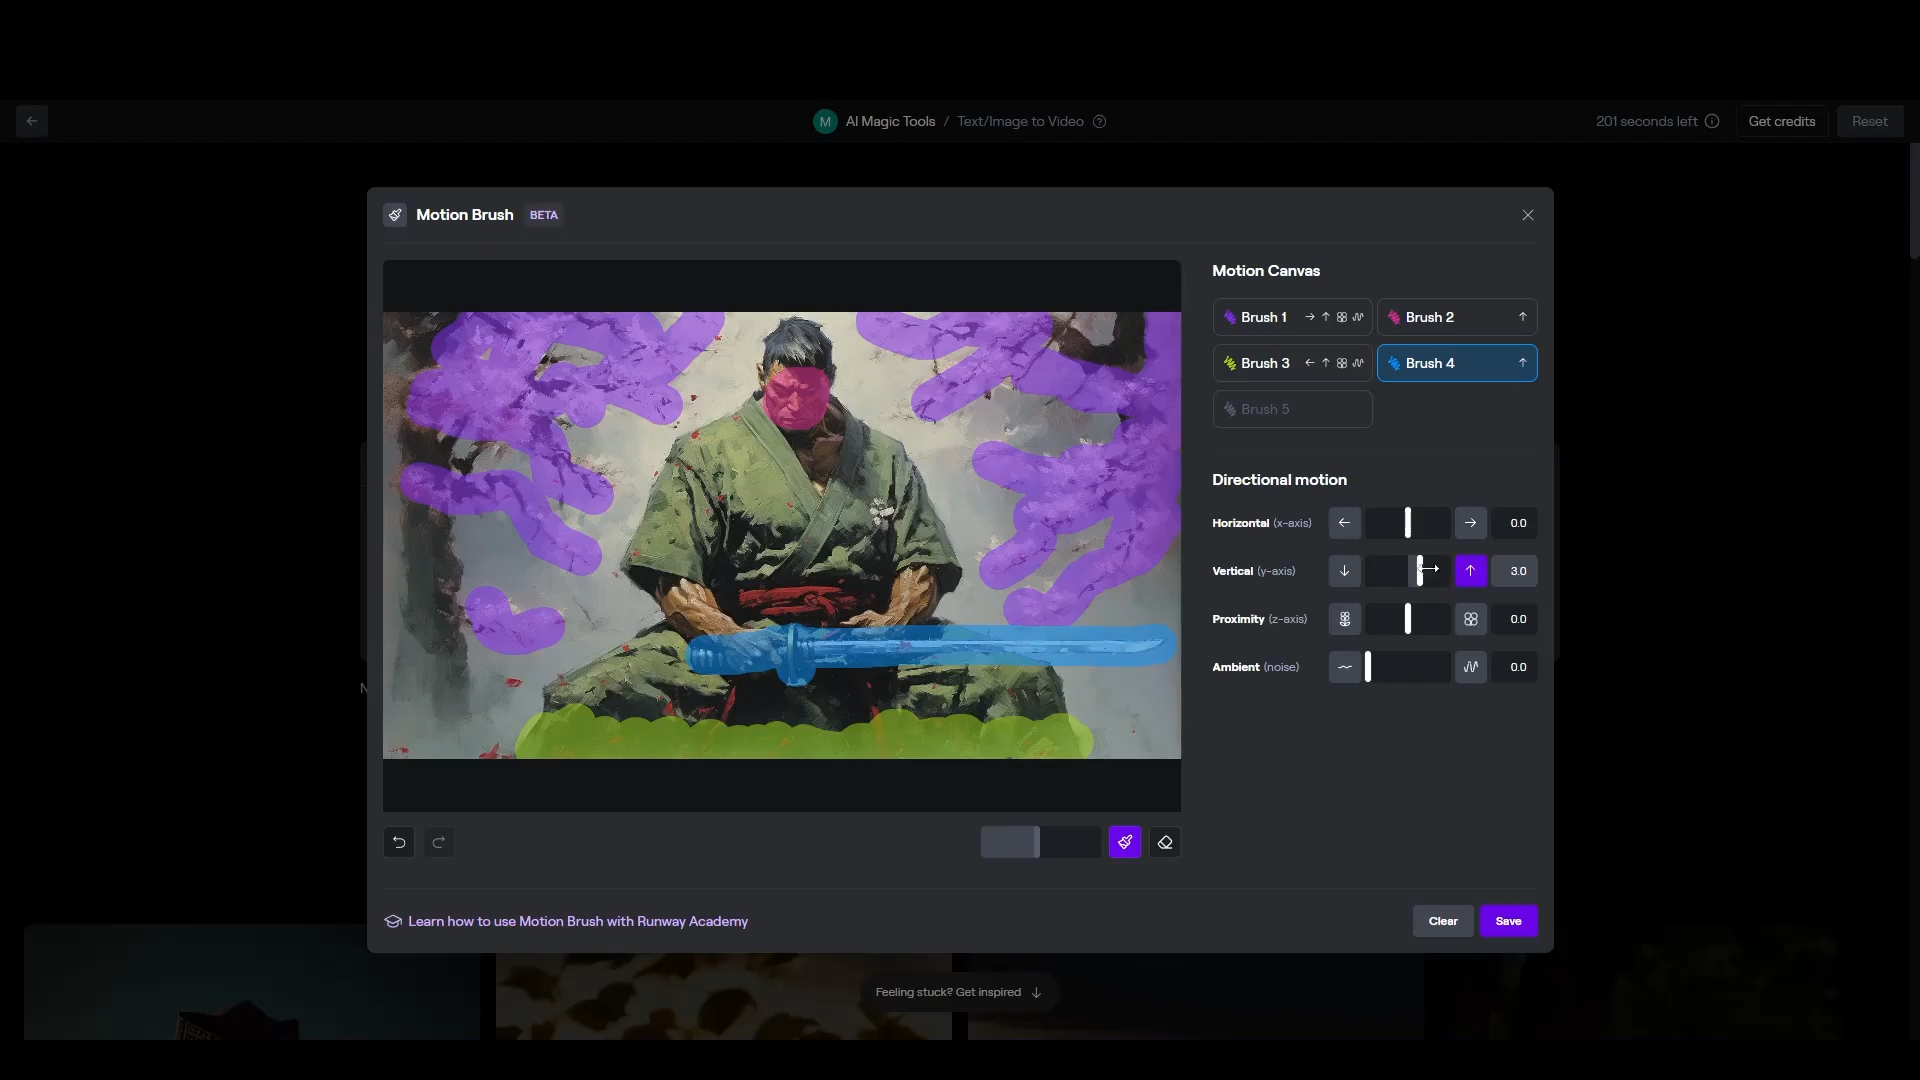 M AI Magic Tools / Text/Image to Video
201 seconds left
Get credits
Reset
Motion Brush BETA
Motion Canvas
Brush 1
Brush 2
Brush 3
Brush 4
Brush 5
Directional motion
Horizontal (x-axis) 0.0
Vertical (y-axis) 3.0
Proximity (z-axis) 0.0
Ambient (noise) 0.0
N
Learn how to use Motion Brush with Runway Academy
Clear
Save
Feeling stuck? Get inspired